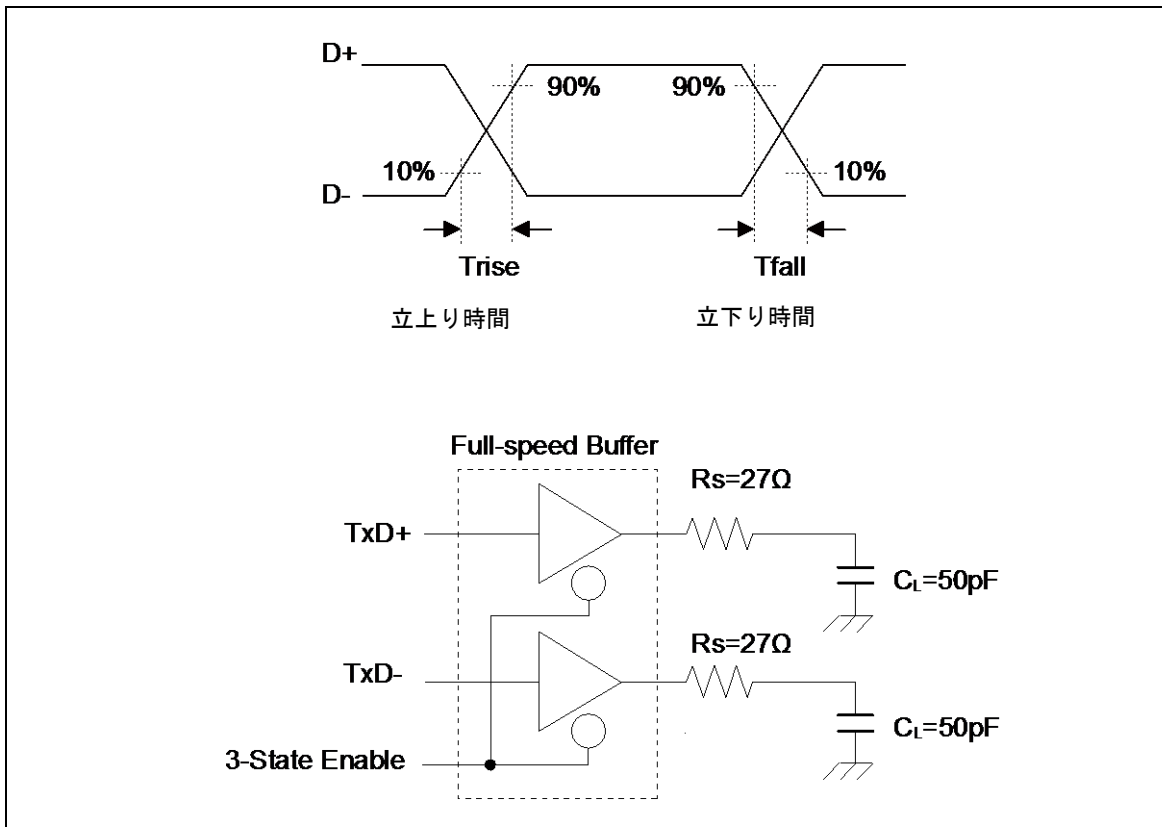 D+
90%
90%
10%
10%
D-
Trise
Tfall
立上り時間
立下り時間
Full-speed Buffer
Rs=27Ω
TxD+
CL=50pF
Rs=27Ω
TxD-
CL=50pF
3-State Enable